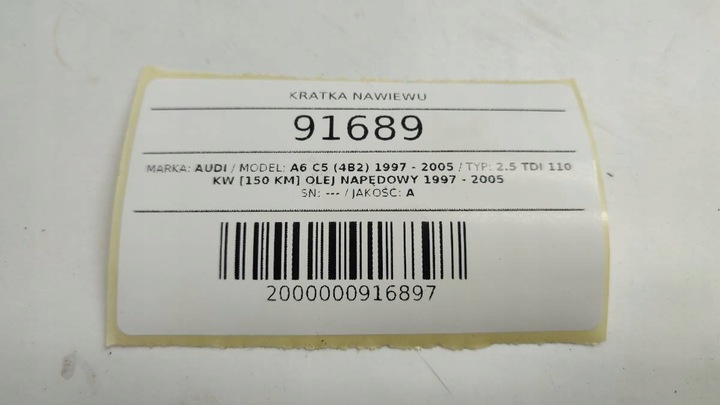 KRATKA NAWIEWU
91689
MARKA: AUDI / MODEL: A6 C5 (4B2) 1997 - 2005 / TYP: 2.5 TDI 110
KW [150 KM] OLEJ NAPĘDOWY 1997 - 2005
SN: --- / JAKOŚĆ: A
2000000916897